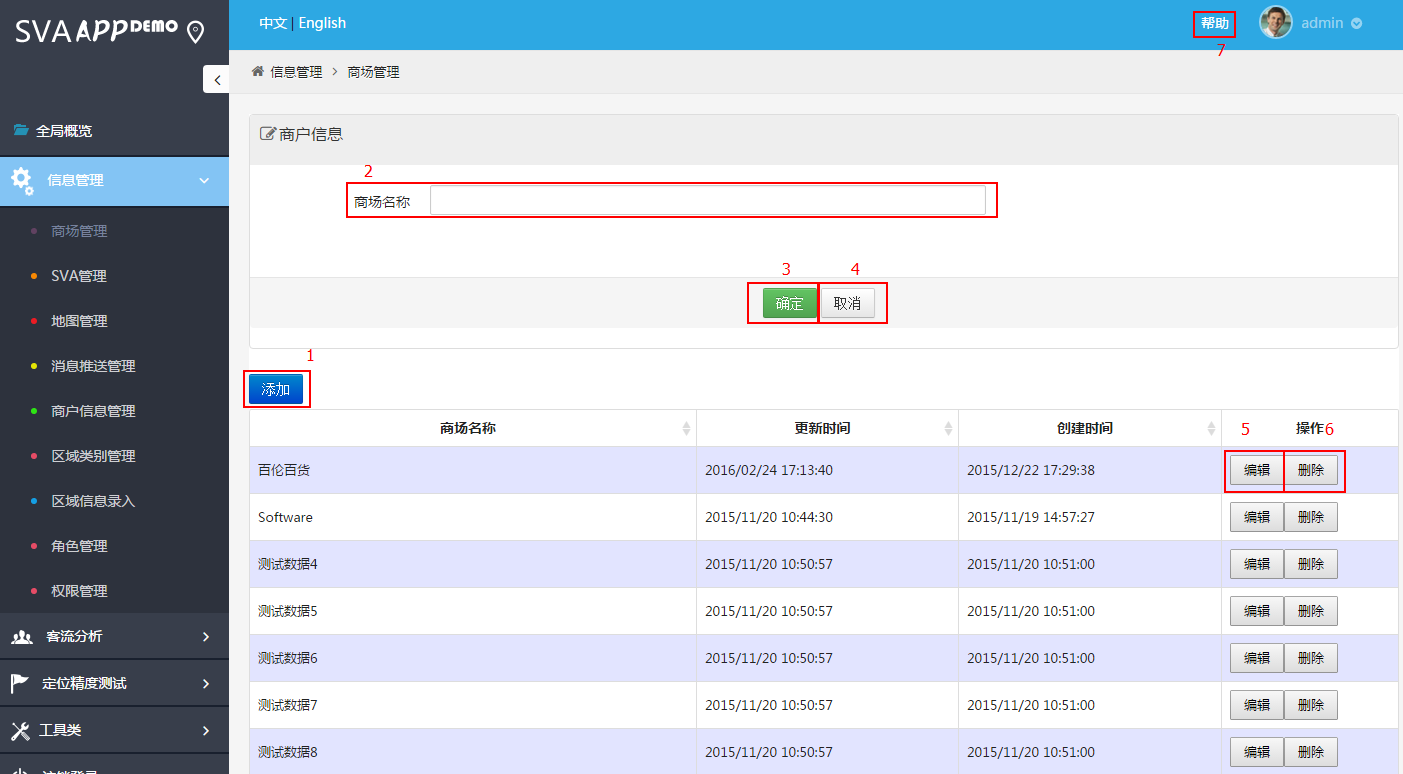 SVA APP DEMO
中文 | English
帮助
admin
7
信息管理 > 商场管理
全局概览
信息管理
商场管理
SVA管理
地图管理
消息推送管理
商户信息管理
区域类别管理
区域信息录入
角色管理
权限管理
客流分析
定位精度测试
工具类
商户信息
2
商场名称
3 4
确定 取消
1
添加
商场名称 更新时间 创建时间 5 操作6
百伦百货 2016/02/24 17:13:40 2015/12/22 17:29:38 编辑 删除
Software 2015/11/20 10:44:30 2015/11/19 14:57:27 编辑 删除
测试数据4 2015/11/20 10:50:57 2015/11/20 10:51:00 编辑 删除
测试数据5 2015/11/20 10:50:57 2015/11/20 10:51:00 编辑 删除
测试数据6 2015/11/20 10:50:57 2015/11/20 10:51:00 编辑 删除
测试数据7 2015/11/20 10:50:57 2015/11/20 10:51:00 编辑 删除
测试数据8 2015/11/20 10:50:57 2015/11/20 10:51:00 编辑 删除